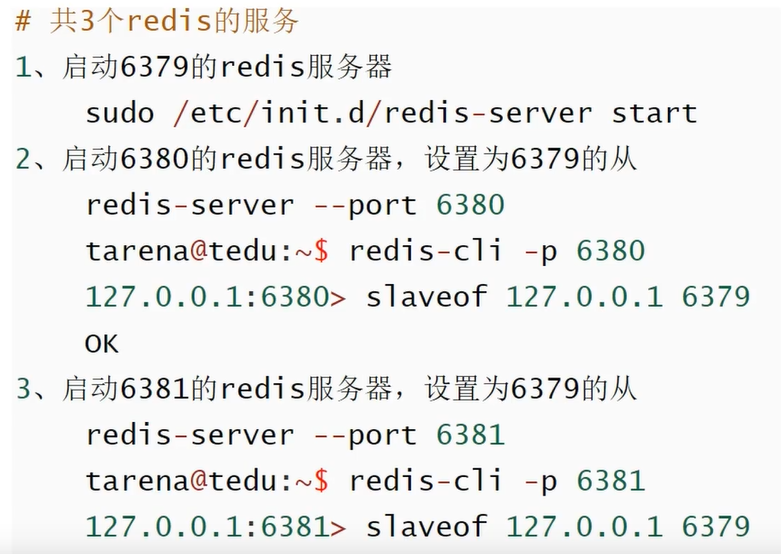 # 共3个redis的服务
1、启动6379的redis服务器
sudo /etc/init.d/redis-server start
2、启动6380的redis服务器，设置为6379的从
redis-server --port 6380
tarena@tedu:~$ redis-cli -p 6380
127.0.0.1:6380> slaveof 127.0.0.1 6379
OK
3、启动6381的redis服务器，设置为6379的从
redis-server --port 6381
tarena@tedu:~$ redis-cli -p 6381
127.0.0.1:6381> slaveof 127.0.0.1 6379